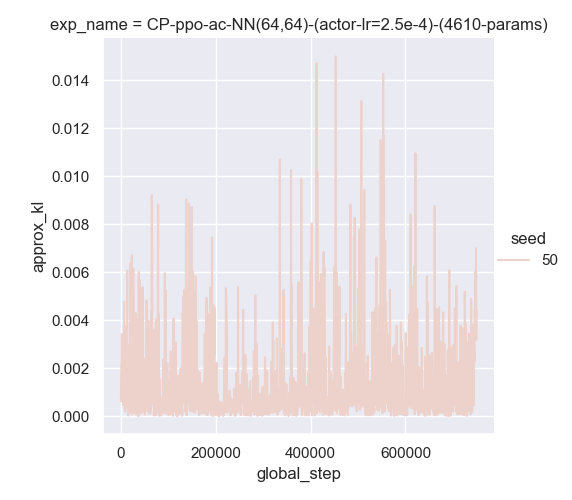 exp_name = CP-ppo-ac-NN(64,64)-(actor-lr=2.5e-4)-(4610-params)
0.014
0.012
0.010
0.008
0.006
0.004
0.002
0.000
approx_kl
0 200000 400000 600000
global_step
seed
50